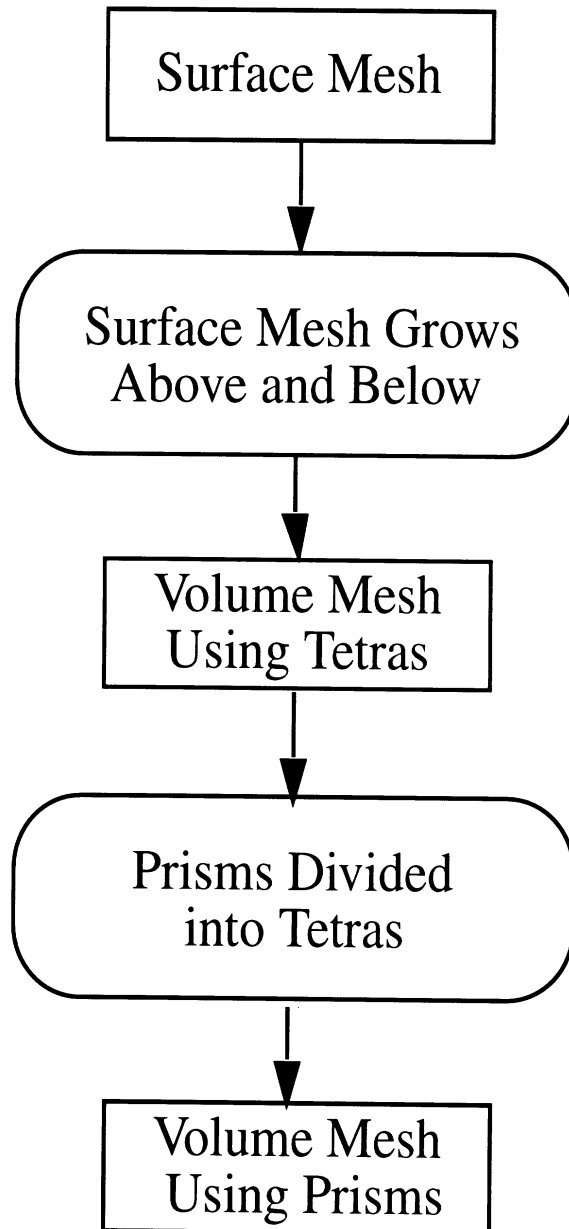 Surface Mesh
Surface Mesh Grows
Above and Below
Volume Mesh
Using Tetras
Prisms Divided
into Tetras
Volume Mesh
Using Prisms